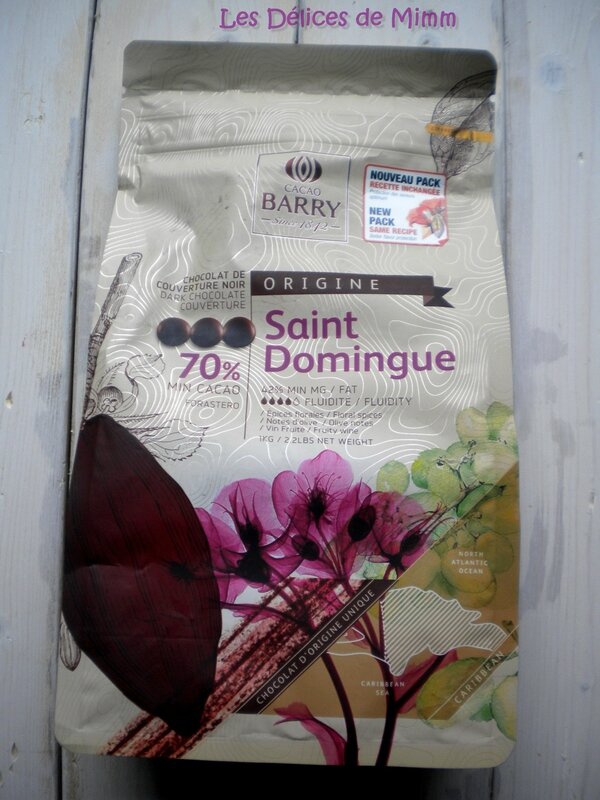 Les Délices de Mimm
CACAO
BARRY
Since 1842
NOUVEAU PACK
RECETTE INCHANGÉE
NEW
PACK
SAME RECIPE
CHOCOLAT DE
COUVERTURE NOIR
DARK CHOCOLATE
COUVERTURE
70%
MIN CACAO
FORASTERO
ORIGINE
Saint
Domingue
42% MIN MG / FAT
FLUIDITÉ / FLUIDITY
/ Épices florales / Floral spices
/ Notes d'olive / Olive notes
/ Vin Fruité / Fruity wine
1KG / 2.2LBS NET WEIGHT
NORTH
ATLANTIC
OCEAN
CHOCOLAT D'ORIGINE UNIQUE
CARIBBEAN
SEA
CARIBBEAN